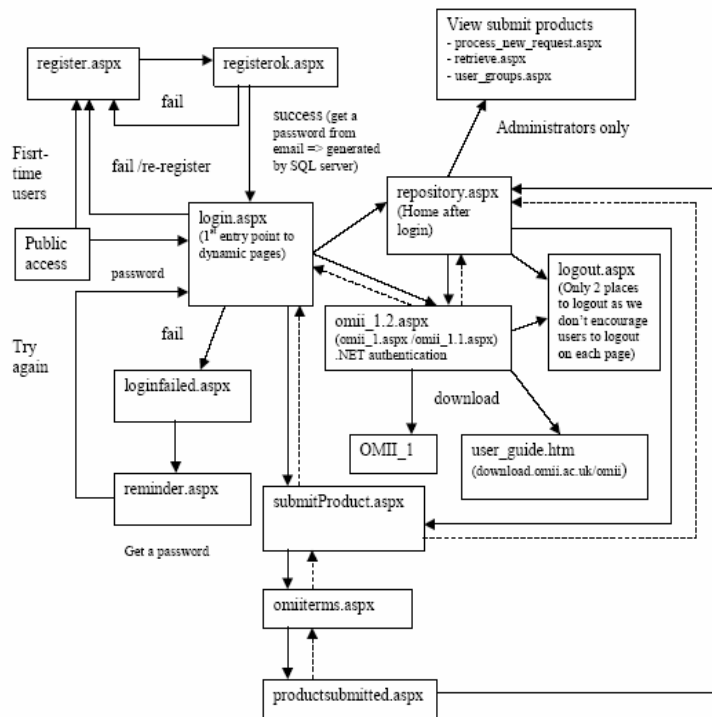 View submit products
- process_new_request.aspx
- retrieve.aspx
- user_groups.aspx
register.aspx
registerok.aspx
fail
success (get a
password from
email => generated
by SQL server)
Administrators only
Fisrt-
time
users
fail /re-register
repository.aspx
(Home after
login)
login.aspx
(1st entry point to
dynamic pages)
Public
access
password
logout.aspx
(Only 2 places
to logout as we
don't encourage
users to logout
on each page)
omii_1.2.aspx
(omii_1.aspx /omii_1.1.aspx)
.NET authentication
Try
again
fail
loginfailed.aspx
download
OMII_1
user_guide.htm
(download.omii.ac.uk/omii)
reminder.aspx
submitProduct.aspx
Get a password
omiiterms.aspx
productsubmitted.aspx